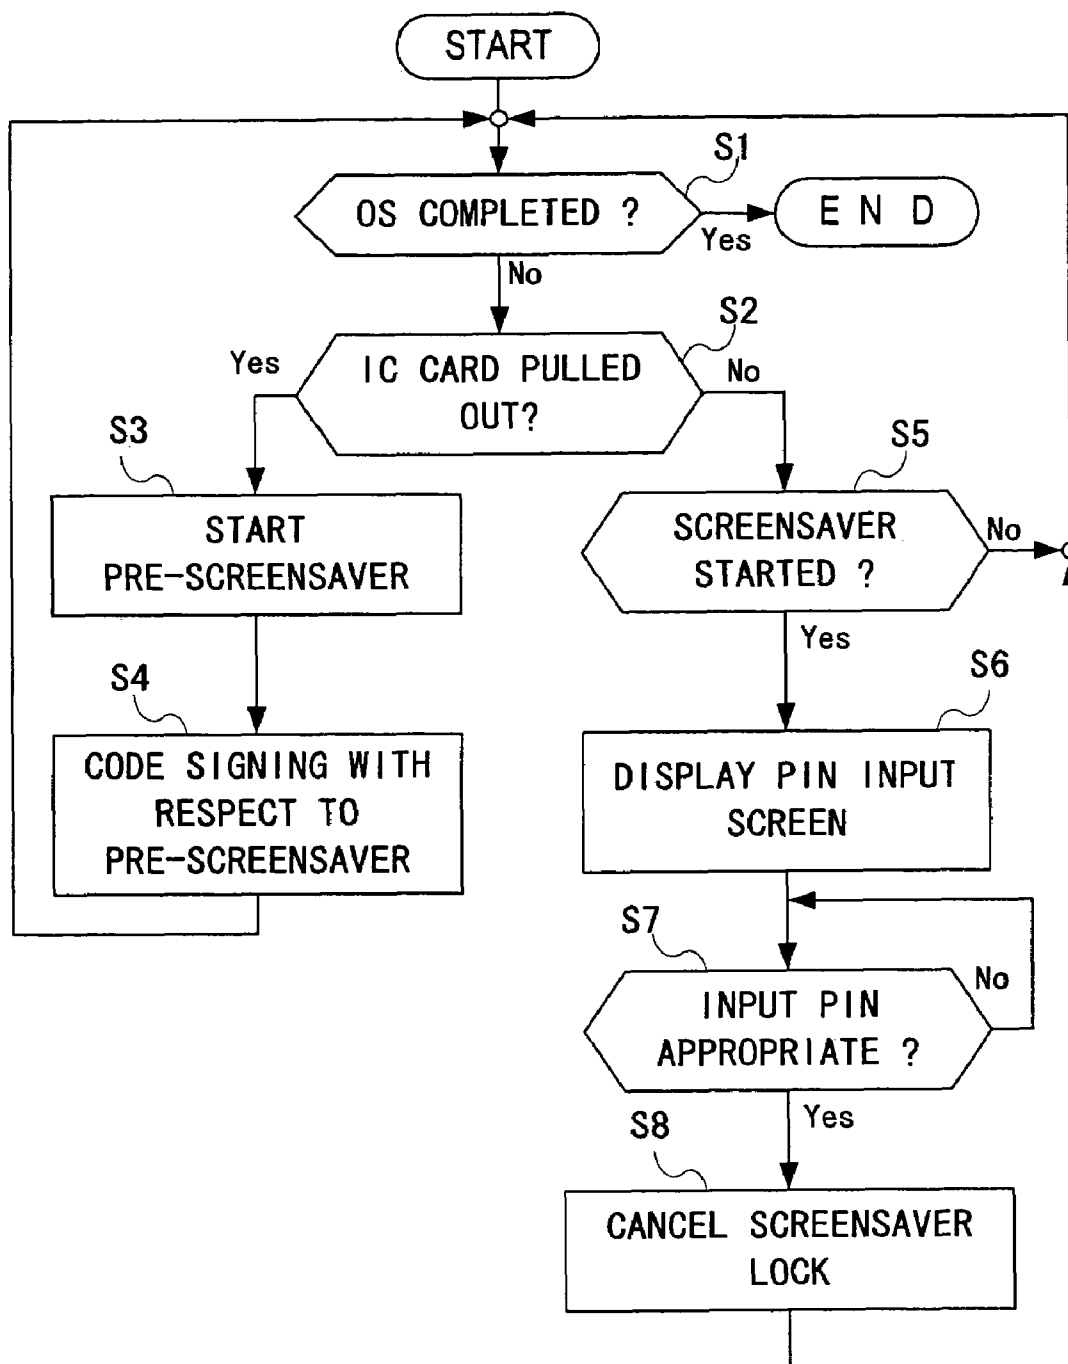 START
S1
OS COMPLETED ?
Yes
END
No
S2
Yes
IC CARD PULLED
OUT?
No
S3
START
PRE-SCREENSAVER
S5
SCREENSAVER
STARTED ?
No
Yes
S4
CODE SIGNING WITH
RESPECT TO
PRE-SCREENSAVER
S6
DISPLAY PIN INPUT
SCREEN
S7
INPUT PIN
APPROPRIATE ?
No
Yes
S8
CANCEL SCREENSAVER
LOCK